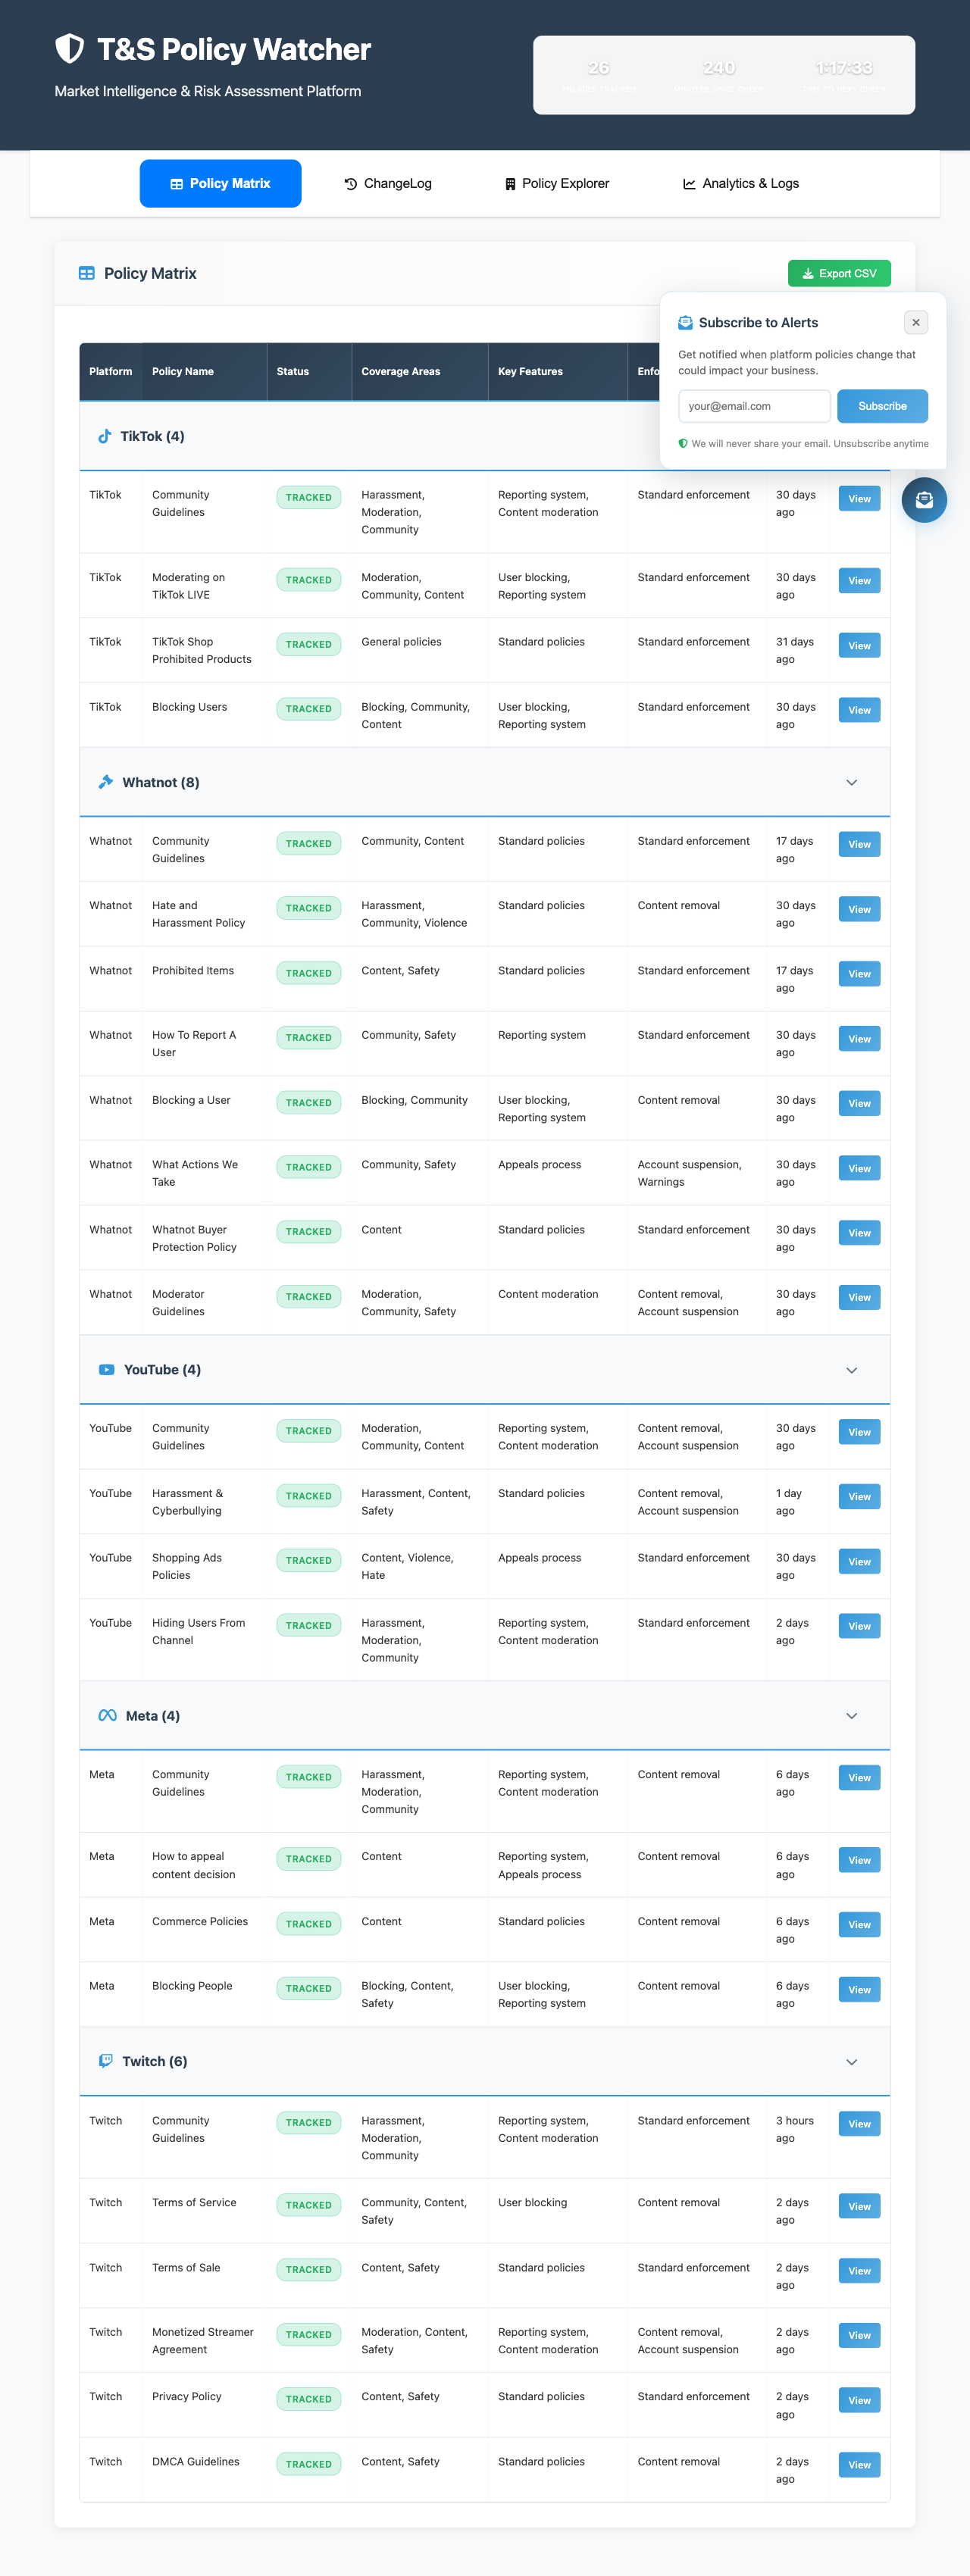 T&S Policy Watcher
Market Intelligence & Risk Assessment Platform
26
240
1:17:33
POLICIES TRACKED
Policy Matrix
ChangeLog
Policy Explorer
Analytics & Logs
Policy Matrix
Export CSV
Subscribe to Alerts
Get notified when platform policies change that
could impact your business.
your@email.com
Subscribe
We will never share your email. Unsubscribe anytime
Platform Policy Name Status Coverage Areas Key Features
TikTok (4)
TikTok Community TRACKED Harassment, Reporting system, Standard enforcement 30 days View
Guidelines Moderation, Content moderation ago
Community
TikTok Moderating on TRACKED Moderation, User blocking, Standard enforcement 30 days View
TikTok LIVE Community, Content Reporting system ago
TikTok TikTok Shop TRACKED General policies Standard policies Standard enforcement 31 days View
Prohibited Products ago
TikTok Blocking Users TRACKED Blocking, Community, User blocking, Standard enforcement 30 days View
Content Reporting system ago
Whatnot (8)
Whatnot Community TRACKED Community, Content Standard policies Standard enforcement 17 days View
Guidelines ago
Whatnot Hate and TRACKED Harassment, Standard policies Content removal 30 days View
Harassment Policy Community, Violence ago
Whatnot Prohibited Items TRACKED Content, Safety Standard policies Standard enforcement 17 days View
ago
Whatnot How To Report A TRACKED Community, Safety Reporting system Standard enforcement 30 days View
User ago
Whatnot Blocking a User TRACKED Blocking, Community User blocking, Content removal 30 days View
Reporting system ago
Whatnot What Actions We TRACKED Community, Safety Appeals process Account suspension, 30 days View
Take Warnings ago
Whatnot Whatnot Buyer TRACKED Content Standard policies Standard enforcement 30 days View
Protection Policy ago
Whatnot Moderator TRACKED Moderation, Content moderation Content removal, 30 days View
Guidelines Community, Safety Account suspension ago
YouTube (4)
YouTube Community TRACKED Moderation, Reporting system, Content removal, 30 days View
Guidelines Community, Content Content moderation Account suspension ago
YouTube Harassment & TRACKED Harassment, Content, Standard policies Content removal, 1 day View
Cyberbullying Safety Account suspension ago
YouTube Shopping Ads TRACKED Content, Violence, Appeals process Standard enforcement 30 days View
Policies Hate ago
YouTube Hiding Users From TRACKED Harassment, Reporting system, Standard enforcement 2 days View
Channel Moderation, Content moderation ago
Community
Meta (4)
Meta Community TRACKED Harassment, Reporting system, Content removal 6 days View
Guidelines Moderation, Content moderation ago
Community
Meta How to appeal TRACKED Content Reporting system, Content removal 6 days View
content decision Appeals process ago
Meta Commerce Policies TRACKED Content Standard policies Content removal 6 days View
ago
Meta Blocking People TRACKED Blocking, Content, User blocking, Content removal 6 days View
Safety Reporting system ago
Twitch (6)
Twitch Community TRACKED Harassment, Reporting system, Standard enforcement 3 hours View
Guidelines Moderation, Content moderation ago
Community
Twitch Terms of Service TRACKED Community, Content, User blocking Content removal 2 days View
Safety ago
Twitch Terms of Sale TRACKED Content, Safety Standard policies Standard enforcement 2 days View
ago
Twitch Monetized Streamer TRACKED Moderation, Content, Reporting system, Content removal, 2 days View
Agreement Safety Content moderation Account suspension ago
Twitch Privacy Policy TRACKED Content, Safety Standard policies Standard enforcement 2 days View
ago
Twitch DMCA Guidelines TRACKED Content, Safety Standard policies Content removal 2 days View
ago